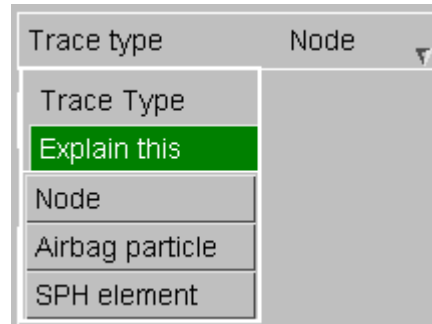 Trace type Node
Trace Type
Explain this
Node
Airbag particle
SPH element